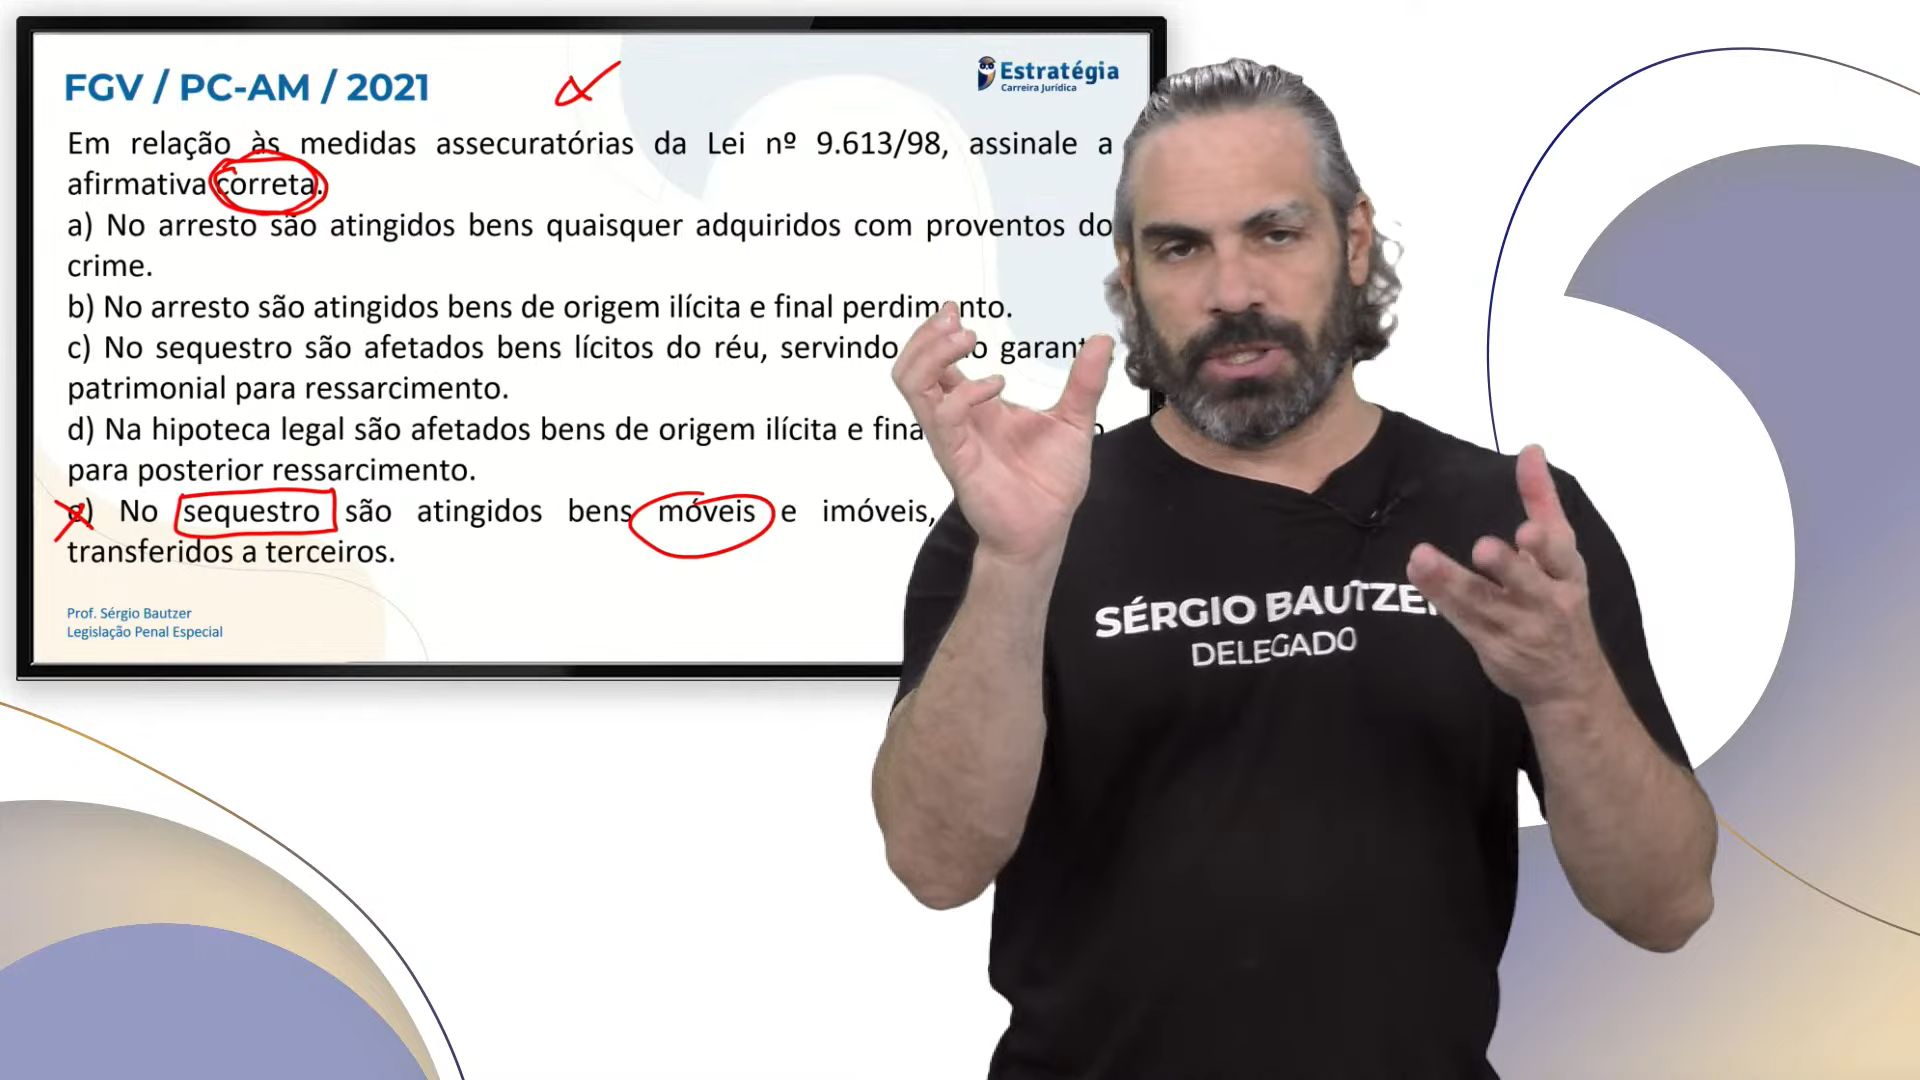 FGV / PC-AM / 2021
Estratégia
Carreira Jurídica
Em relação às medidas assecuratórias da Lei nº 9.613/98, assinale a
afirmativa correta.
a) No arresto são atingidos bens quaisquer adquiridos com proventos do
crime.
b) No arresto são atingidos bens de origem ilícita e final perdimento.
c) No sequestro são afetados bens lícitos do réu, servindo
patrimonial para ressarcimento.
d) Na hipoteca legal são afetados bens de origem ilícita e
para posterior ressarcimento.
e) No sequestro são atingidos bens móveis e imóveis,
transferidos a terceiros.
Prof. Sérgio Bautzer
Legislação Penal Especial
SÉRGIO BAUTZER
DELEGADO